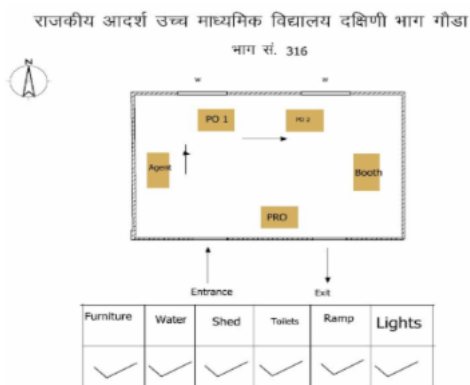 राजकीय आदर्श उच्च माध्यमिक विद्यालय दक्षिणी भाग गौडा
भाग सं. 316
N
w w
PO 1 PO 2
Agent Booth
PRO
Entrance Exit
Furniture Water Shed Toilets Ramp Lights